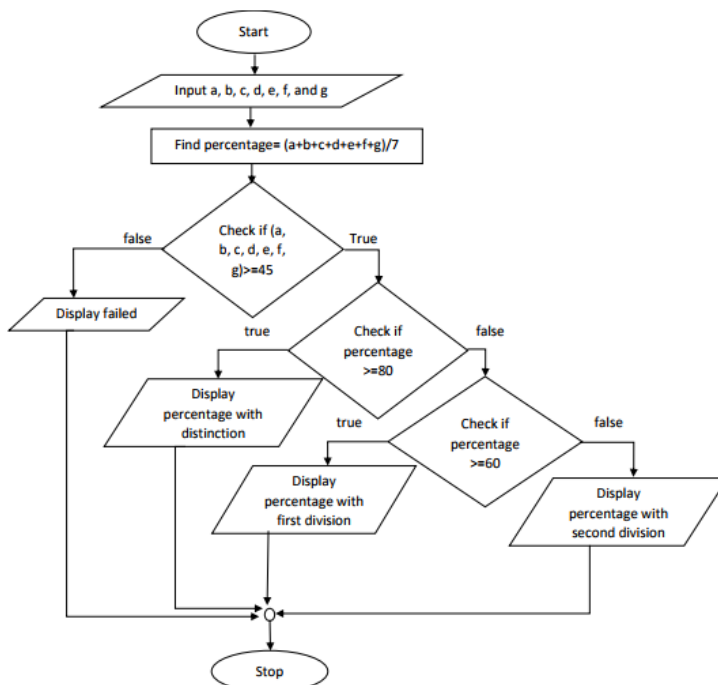 Start
Input a, b, c, d, e, f, and g
Find percentage= (a+b+c+d+e+f+g)/7
false
Check if (a,
b, c, d, e, f,
g)>=45
True
Display failed
true
Check if
percentage
>=80
false
Display
percentage with
distinction
true
Check if
percentage
>=60
false
Display
percentage with
first division
Display
percentage with
second division
Stop